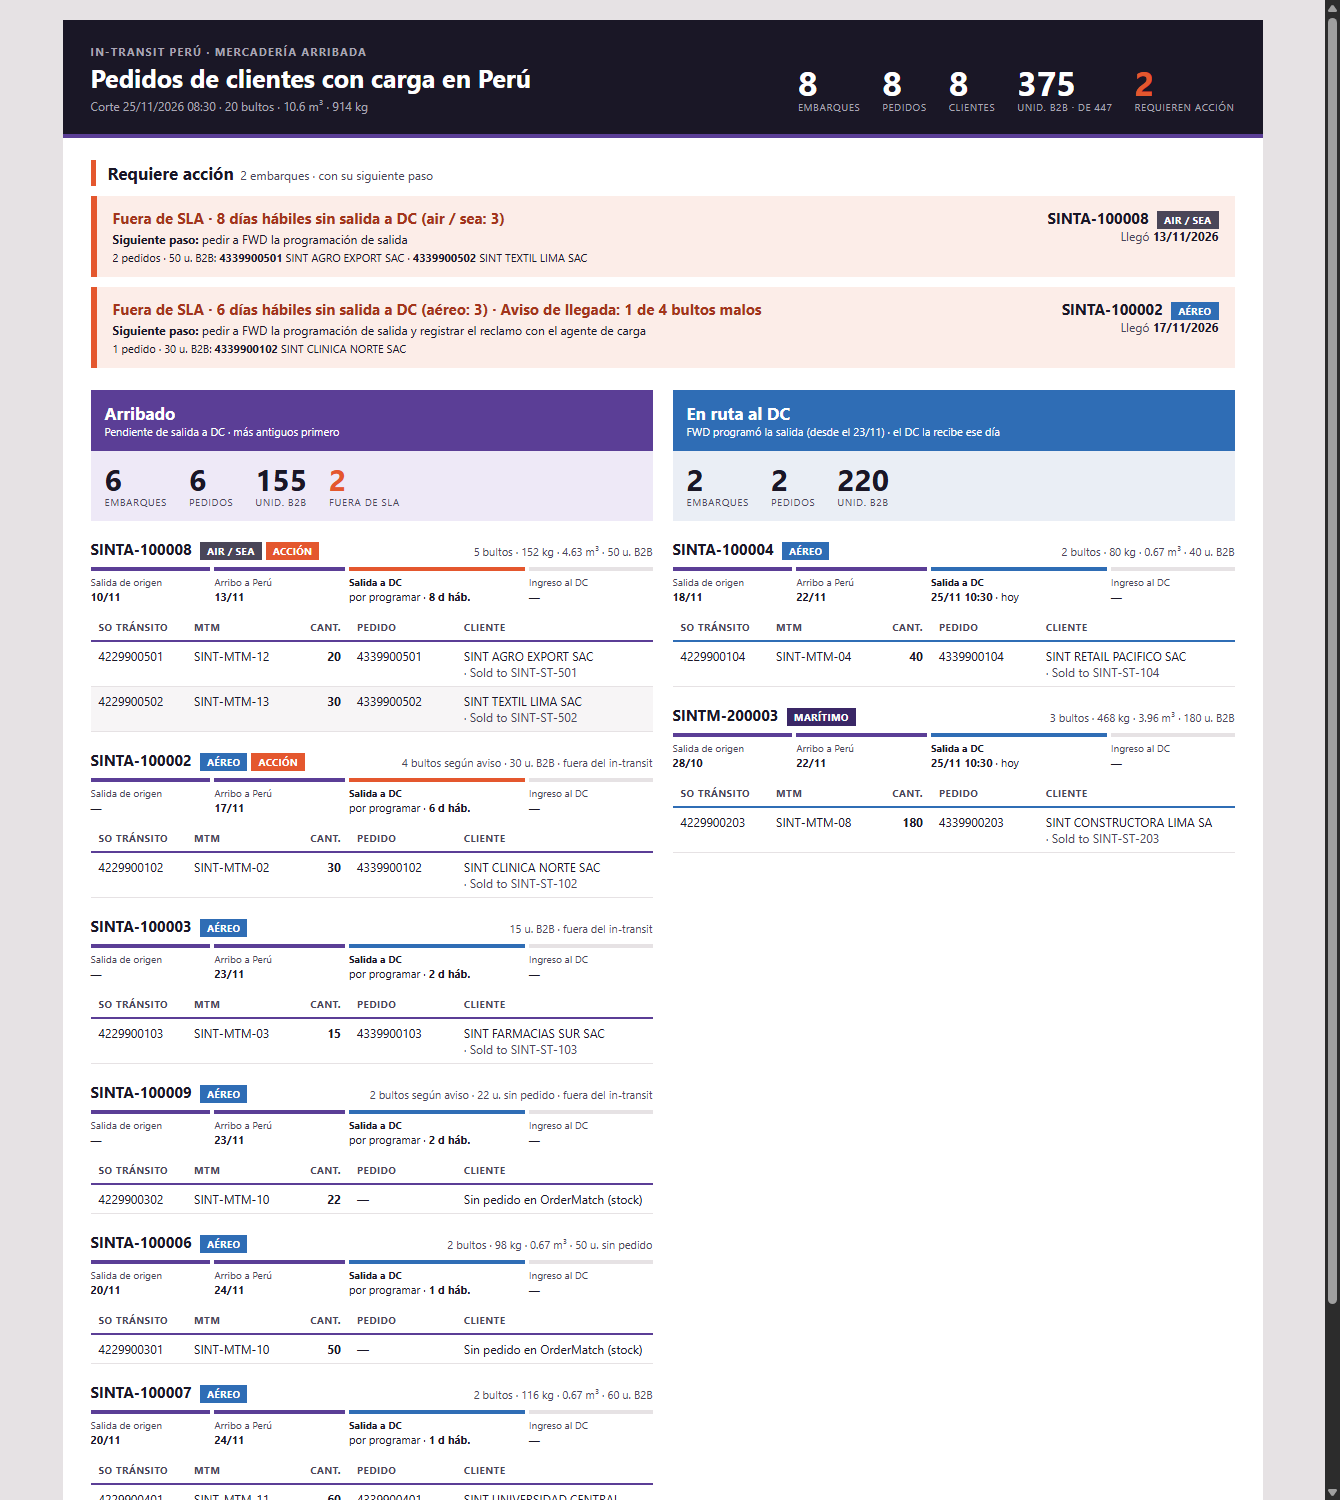 IN-TRANSIT PERÚ · MERCADERÍA ARRIBADA
Pedidos de clientes con carga en Perú
Corte 25/11/2026 08:30 · 20 bultos · 10.6 m³ · 914 kg
8
EMBARQUES
8
PEDIDOS
8
CLIENTES
375
UNID. B2B · DE 447
2
REQUIEREN ACCIÓN
Requiere acción 2 embarques · con su siguiente paso
Fuera de SLA · 8 días hábiles sin salida a DC (air / sea: 3)
Siguiente paso: pedir a FWD la programación de salida
2 pedidos · 50 u. B2B: 4339900501 SINT AGRO EXPORT SAC · 4339900502 SINT TEXTIL LIMA SAC
SINTA-100008 AIR / SEA
Llegó 13/11/2026
Fuera de SLA · 6 días hábiles sin salida a DC (aéreo: 3) · Aviso de llegada: 1 de 4 bultos malos
Siguiente paso: pedir a FWD la programación de salida y registrar el reclamo con el agente de carga
1 pedido · 30 u. B2B: 4339900102 SINT CLINICA NORTE SAC
SINTA-100002 AÉREO
Llegó 17/11/2026
Arribado
Pendiente de salida a DC · más antiguos primero
6
EMBARQUES
6
PEDIDOS
155
UNID. B2B
2
FUERA DE SLA
SINTA-100008 AIR / SEA ACCIÓN 5 bultos · 152 kg · 4.63 m³ · 50 u. B2B
Salida de origen Arribo a Perú Salida a DC Ingreso al DC
10/11 13/11 por programar · 8 d háb. —
SO TRÁNSITO MTM CANT. PEDIDO CLIENTE
4229900501 SINT-MTM-12 20 4339900501 SINT AGRO EXPORT SAC
· Sold to SINT-ST-501
4229900502 SINT-MTM-13 30 4339900502 SINT TEXTIL LIMA SAC
· Sold to SINT-ST-502
SINTA-100002 AÉREO ACCIÓN 4 bultos según aviso · 30 u. B2B · fuera del in-transit
Salida de origen Arribo a Perú Salida a DC Ingreso al DC
— 17/11 por programar · 6 d háb. —
SO TRÁNSITO MTM CANT. PEDIDO CLIENTE
4229900102 SINT-MTM-02 30 4339900102 SINT CLINICA NORTE SAC
· Sold to SINT-ST-102
SINTA-100003 AÉREO 15 u. B2B · fuera del in-transit
Salida de origen Arribo a Perú Salida a DC Ingreso al DC
— 23/11 por programar · 2 d háb. —
SO TRÁNSITO MTM CANT. PEDIDO CLIENTE
4229900103 SINT-MTM-03 15 4339900103 SINT FARMACIAS SUR SAC
· Sold to SINT-ST-103
SINTA-100009 AÉREO 2 bultos según aviso · 22 u. sin pedido · fuera del in-transit
Salida de origen Arribo a Perú Salida a DC Ingreso al DC
— 23/11 por programar · 2 d háb. —
SO TRÁNSITO MTM CANT. PEDIDO CLIENTE
4229900302 SINT-MTM-10 22 — Sin pedido en OrderMatch (stock)
SINTA-100006 AÉREO 2 bultos · 98 kg · 0.67 m³ · 50 u. sin pedido
Salida de origen Arribo a Perú Salida a DC Ingreso al DC
20/11 24/11 por programar · 1 d háb. —
SO TRÁNSITO MTM CANT. PEDIDO CLIENTE
4229900301 SINT-MTM-10 50 — Sin pedido en OrderMatch (stock)
SINTA-100007 AÉREO 2 bultos · 116 kg · 0.67 m³ · 60 u. B2B
Salida de origen Arribo a Perú Salida a DC Ingreso al DC
20/11 24/11 por programar · 1 d háb. —
SO TRÁNSITO MTM CANT. PEDIDO CLIENTE
4229900401 SINT-MTM-11 60 4339900401 SINT UNIVERSIDAD CENTRAL
En ruta al DC
FWD programó la salida (desde el 23/11) · el DC la recibe ese día
2
EMBARQUES
2
PEDIDOS
220
UNID. B2B
SINTA-100004 AÉREO 2 bultos · 80 kg · 0.67 m³ · 40 u. B2B
Salida de origen Arribo a Perú Salida a DC Ingreso al DC
18/11 22/11 25/11 10:30 · hoy —
SO TRÁNSITO MTM CANT. PEDIDO CLIENTE
4229900104 SINT-MTM-04 40 4339900104 SINT RETAIL PACIFICO SAC
· Sold to SINT-ST-104
SINTM-200003 MARÍTIMO 3 bultos · 468 kg · 3.96 m³ · 180 u. B2B
Salida de origen Arribo a Perú Salida a DC Ingreso al DC
28/10 22/11 25/11 10:30 · hoy —
SO TRÁNSITO MTM CANT. PEDIDO CLIENTE
4229900203 SINT-MTM-08 180 4339900203 SINT CONSTRUCTORA LIMA SA
· Sold to SINT-ST-203